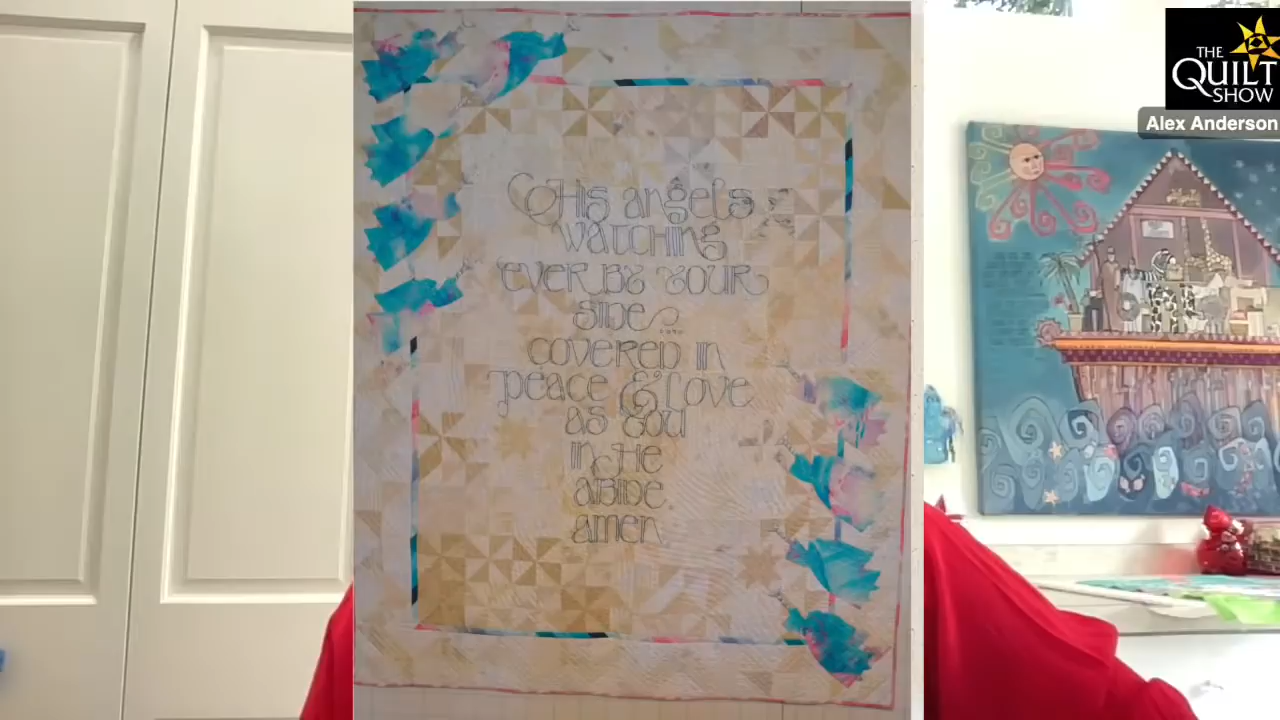 THE
QUILT
SHOW
Alex Anderson
His angels
watching
ever by your
side...
covered in
peace & love
as you
in He
abide.
amen